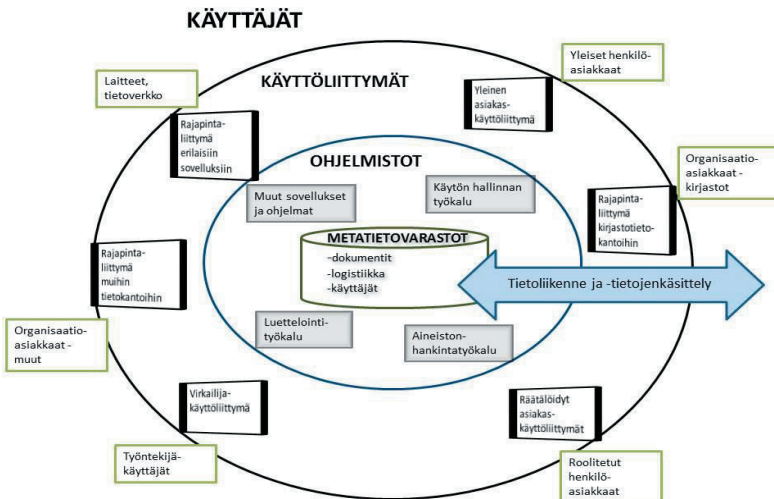 KÄYTTÄJÄT
Yleiset henkilö-
asiakkaat
Laitteet,
tietoverkko
KÄYTTÖLIITTYMÄT
Yleinen
asiakas-
käyttöliittymä
Rajapinta-
liittymä
erilaisiin
sovelluksiin
OHJELMISTOT
Organisaatio-
asiakkaat -
kirjastot
Muut sovellukset
ja ohjelmat
Käytön hallinnan
työkalu
Rajapinta-
liittymä
kirjastotieto-
kantoihin
METATIETOVARASTOT
-dokumentit
-logistiikka
-käyttäjät
Rajapinta-
liittymä
muihin
tietokantoihin
Tietoliikenne ja -tietojenkäsittely
Organisaatio-
asiakkaat -
muut
Luettelointi-
työkalu
Aineiston-
hankintatyökalu
Virkailija-
käyttöliittymä
Räätälöidyt
asiakas-
käyttöliittymät
Työntekijä-
käyttäjät
Roolitetut
henkilö-
asiakkaat